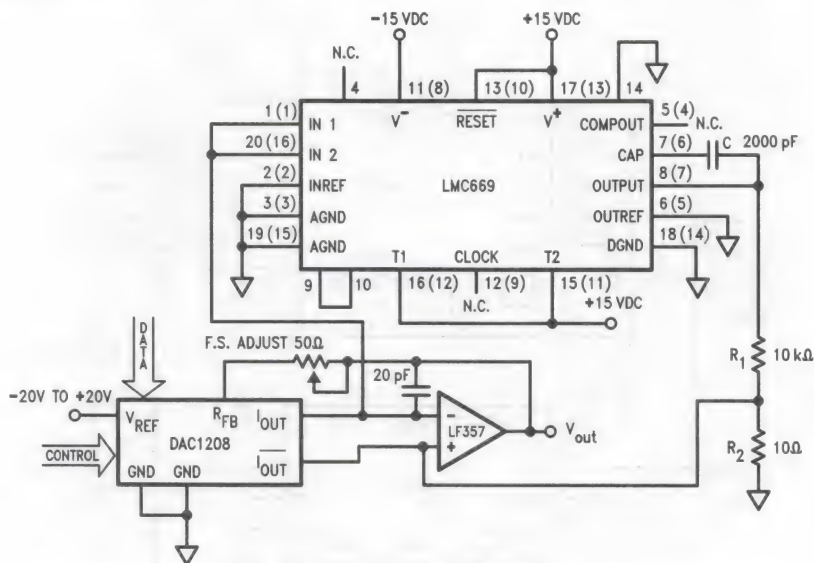 -15 VDC
+15 VDC
N.C.
4
11 (8)
13 (10)
17 (13)
14
1 (1)
IN 1
V-
RESET
V+
COMPOUT
5 (4)
N.C.
20 (16)
IN 2
CAP
7 (6)
C
2000 pF
2 (2)
INREF
LMC669
OUTPUT
8 (7)
3 (3)
AGND
OUTREF
6 (5)
19 (15)
AGND
DGND
18 (14)
T1
CLOCK
T2
9
10
16 (12)
12 (9)
15 (11)
N.C.
+15 VDC
DATA
F.S. ADJUST 50Ω
20 pF
R1
10 kΩ
-20V TO +20V
VREF
RFB
IOUT
DAC1208
LF357
-
+
Vout
CONTROL
IOUT
R2
10Ω
GND
GND